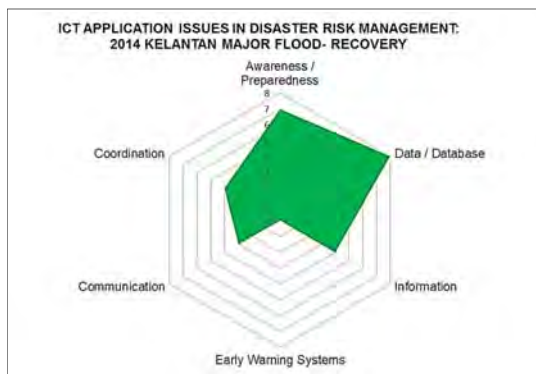 ICT APPLICATION ISSUES IN DISASTER RISK MANAGEMENT:
2014 KELANTAN MAJOR FLOOD- RECOVERY
Awareness /
Preparedness
8
7
6
Coordination
Data / Database
Communication
Information
Early Warning Systems